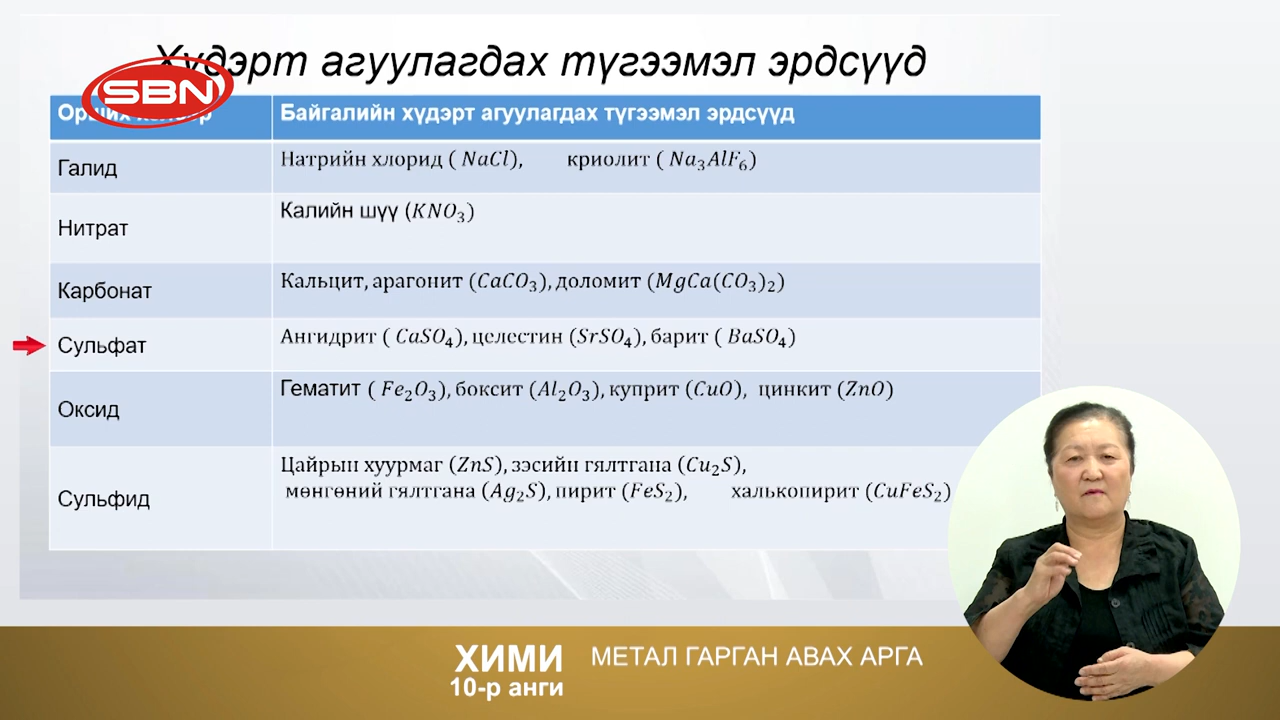 Хүдэрт агуулагдах түгээмэл эрдсүүд
SBN
Байгалийн хүдэрт агуулагдах түгээмэл эрдсүүд
Галид
Натрийн хлорид ( NaCl), криолит ( Na₃AlF₆)
Нитрат
Калийн шүү (KNO₃)
Карбонат
Кальцит, арагонит (CaCO₃), доломит (MgCa(CO₃)₂)
Сульфат
Ангидрит ( CaSO₄), целестин (SrSO₄), барит ( BaSO₄)
Оксид
Гематит ( Fe₂O₃), боксит (Al₂O₃), куприт (CuO), цинкит (ZnO)
Сульфид
Цайрын хуурмаг (ZnS), зэсийн гялтгана (Cu₂S),
мөнгөний гялтгана (Ag₂S), пирит (FeS₂), халькопирит (CuFeS₂)
ХИМИ
10-р анги
МЕТАЛ ГАРГАН АВАХ АРГА